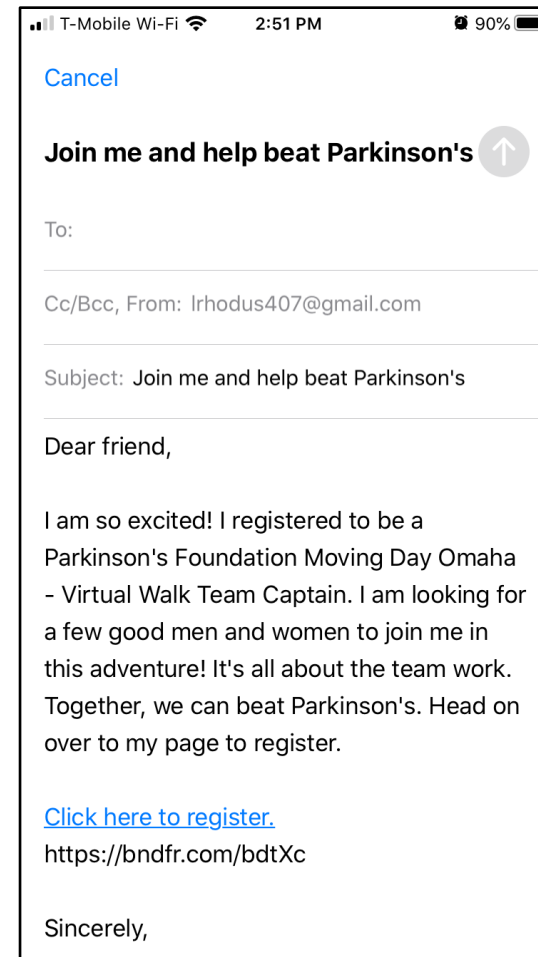 T-Mobile Wi-Fi 2:51 PM 90%
Cancel
Join me and help beat Parkinson's
To:
Cc/Bcc, From: lrhodus407@gmail.com
Subject: Join me and help beat Parkinson's
Dear friend,
I am so excited! I registered to be a
Parkinson's Foundation Moving Day Omaha
- Virtual Walk Team Captain. I am looking for
a few good men and women to join me in
this adventure! It's all about the team work.
Together, we can beat Parkinson's. Head on
over to my page to register.
Click here to register.
https://bndfr.com/bdtXc
Sincerely,